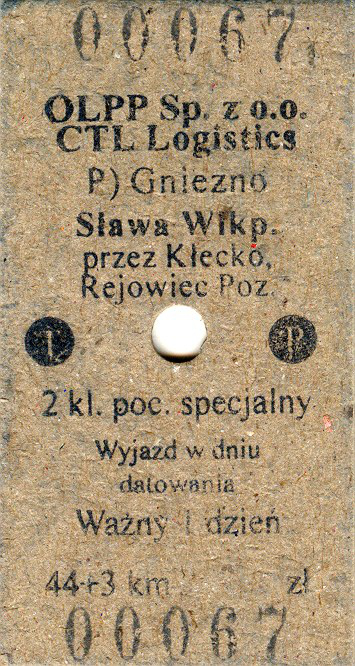 00067
OLPP Sp. z o.o.
CTL Logistics
P) Gniezno
Sława Wlkp.
przez Kłecko,
Rejowiec Poz.
1 P
2 kl. poc. specjalny
Wyjazd w dniu
datowania
Ważny 1 dzień
44+3 km zł
00067